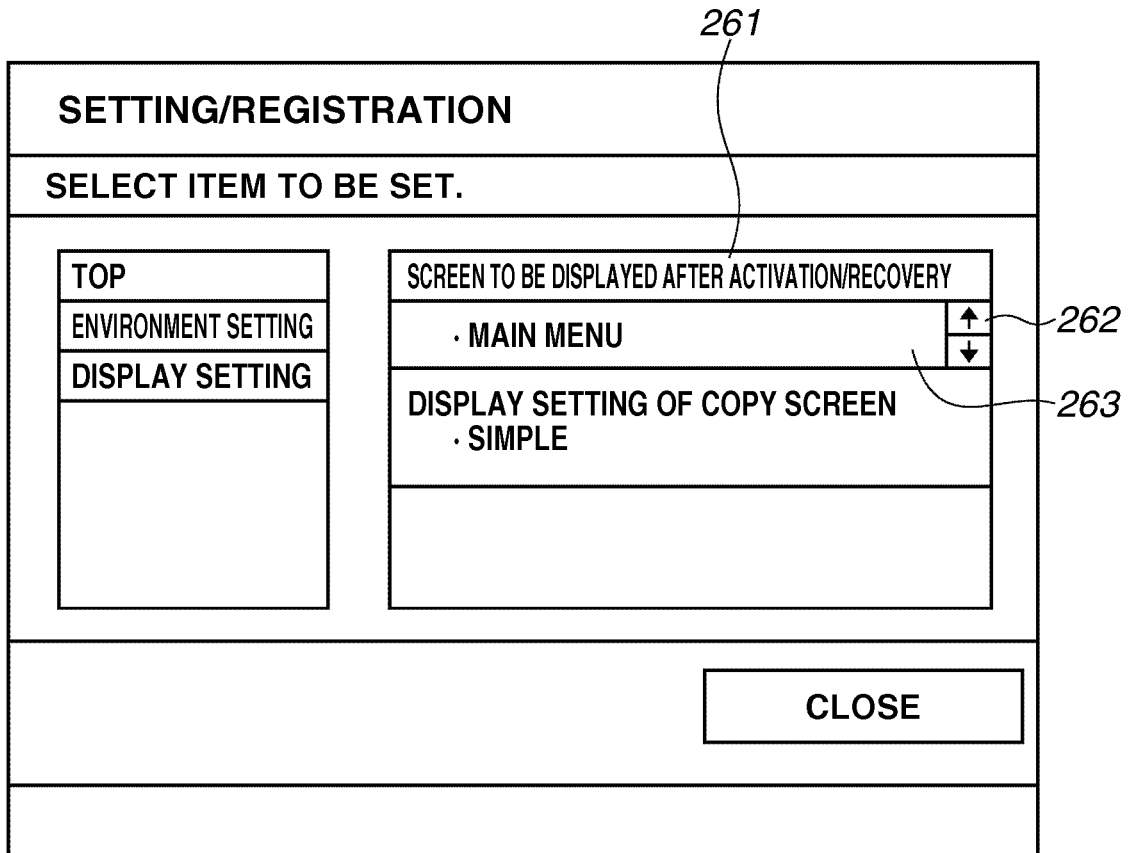 261
SETTING/REGISTRATION
SELECT ITEM TO BE SET.
TOP
ENVIRONMENT SETTING
DISPLAY SETTING
SCREEN TO BE DISPLAYED AFTER ACTIVATION/RECOVERY
· MAIN MENU
262
263
DISPLAY SETTING OF COPY SCREEN
· SIMPLE
CLOSE